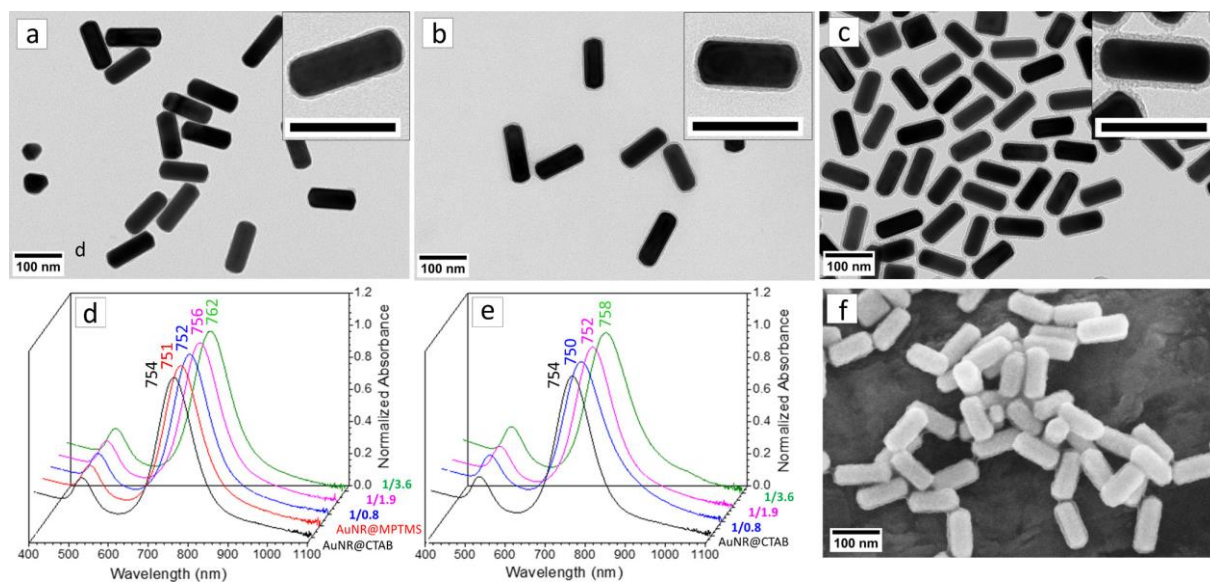 a
100 nm
d
b
100 nm
c
100 nm
d
754
751
752
756
762
1.2
1.0
0.8
0.6
0.4
0.2
0.0
Normalized Absorbance
1/3.6
1/1.9
1/0.8
AuNR@MPTMS
AuNR@CTAB
400 500 600 700 800 900 1000 1100
Wavelength (nm)
e
754
750
752
758
1.2
1.0
0.8
0.6
0.4
0.2
0.0
Normalized Absorbance
1/3.6
1/1.9
1/0.8
AuNR@CTAB
400 500 600 700 800 900 1000 1100
Wavelength (nm)
f
100 nm